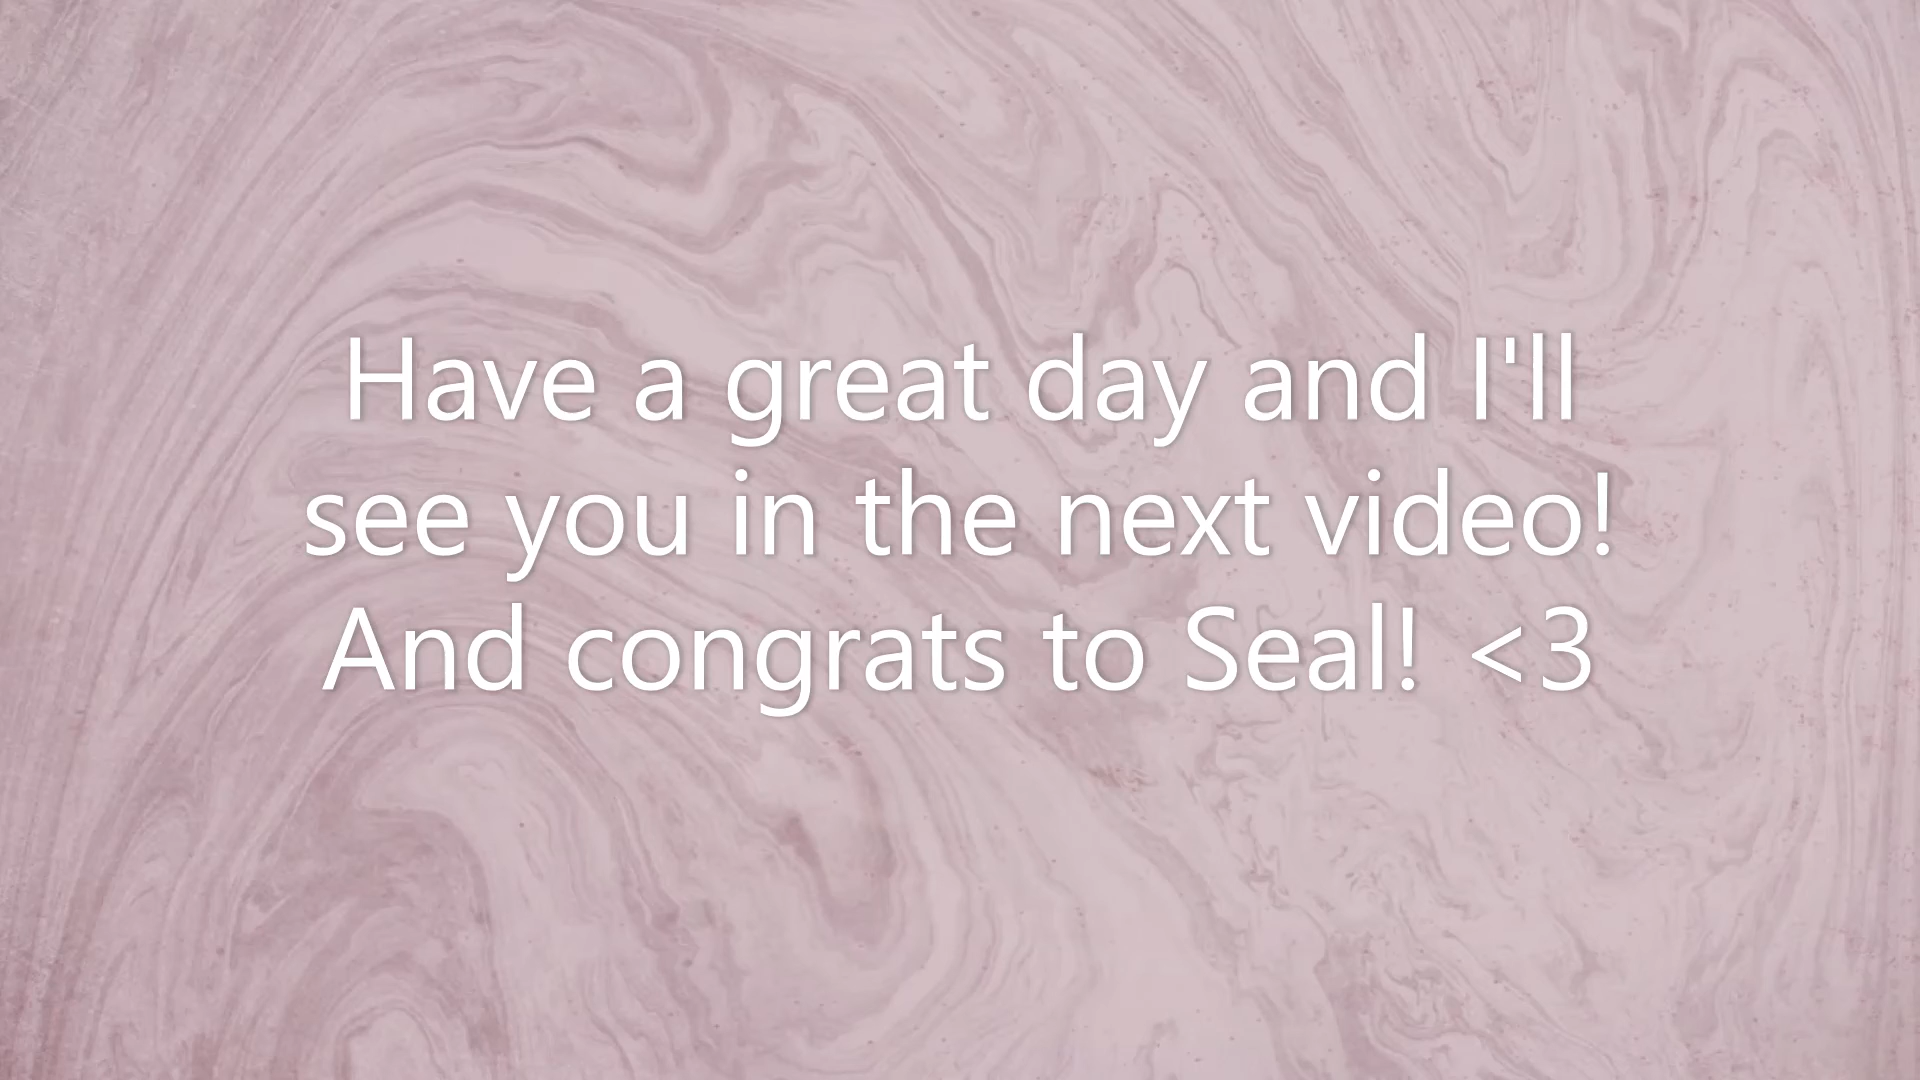 Have a great day and I'll
see you in the next video!
And congrats to Seal! <3